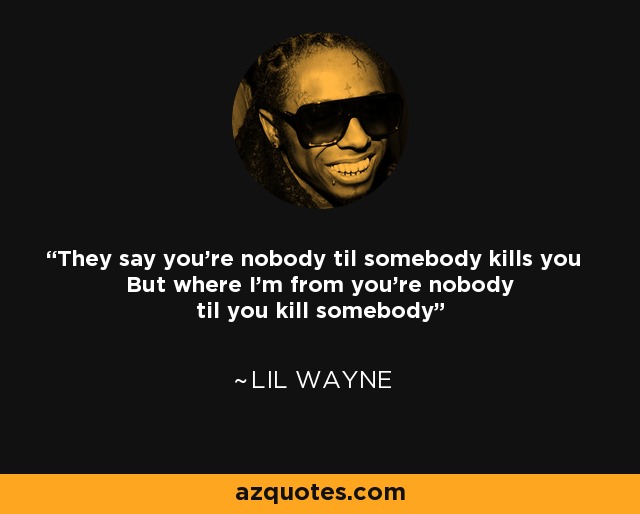 “They say you’re nobody til somebody kills you
But where I’m from you’re nobody
til you kill somebody”
~ LIL WAYNE
azquotes.com